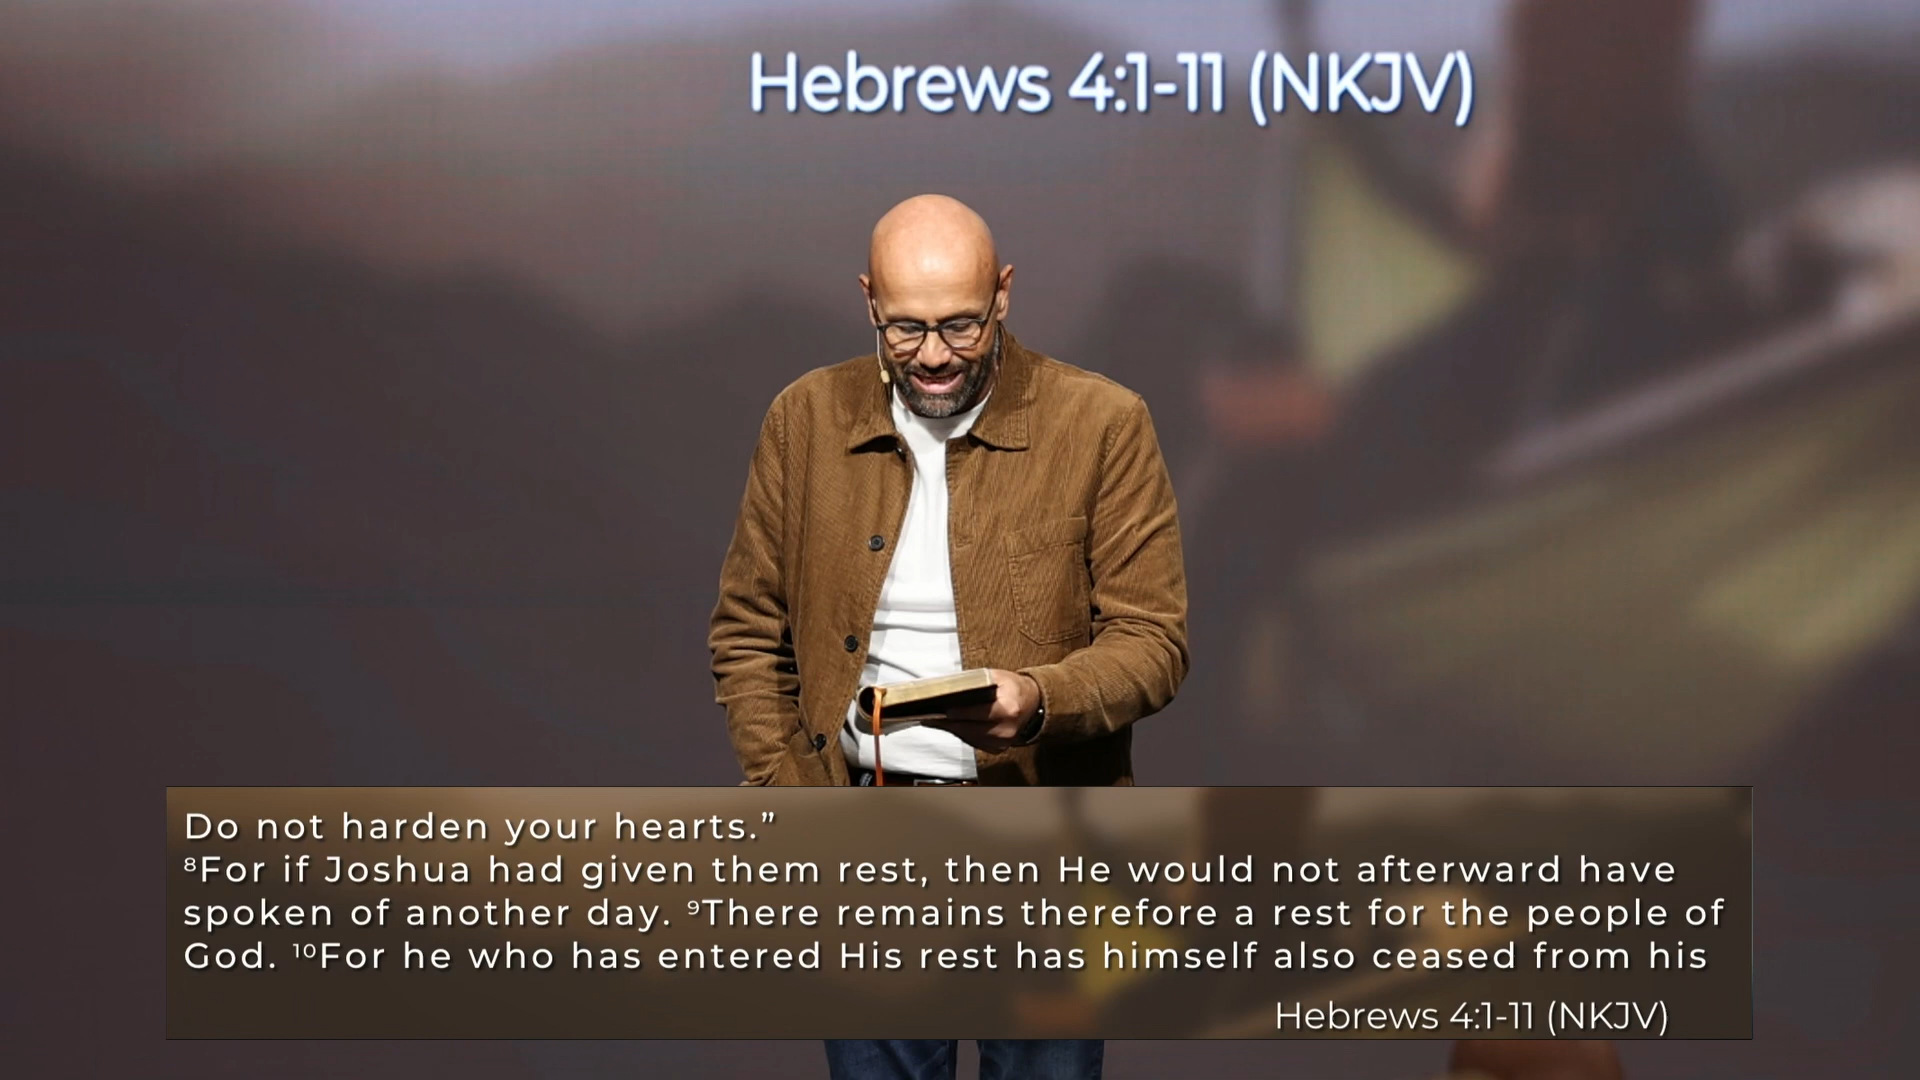 Hebrews 4:1-11 (NKJV)
Do not harden your hearts.”
⁸For if Joshua had given them rest, then He would not afterward have
spoken of another day. ⁹There remains therefore a rest for the people of
God. ¹⁰For he who has entered His rest has himself also ceased from his
Hebrews 4:1-11 (NKJV)